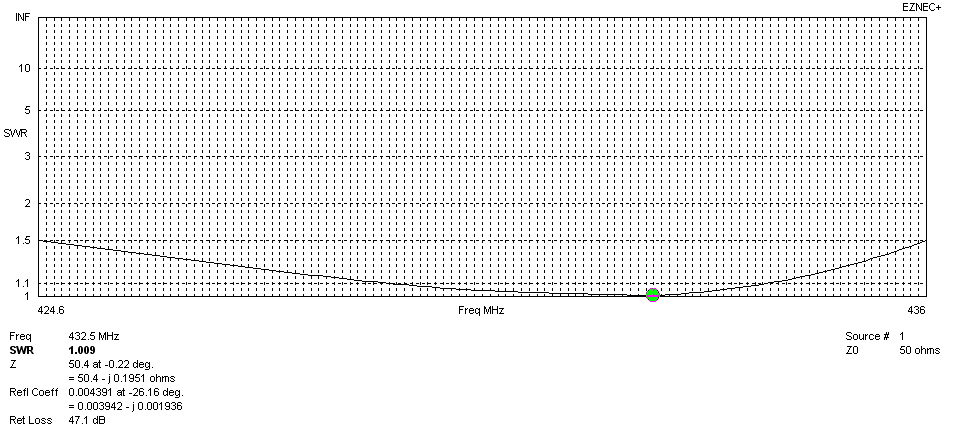 EZNEC+
INF
10
5
SWR
3
2
1.5
1.1
1
424.6 Freq MHz 436
Freq 432.5 MHz Source # 1
SWR 1.009 Z0 50 ohms
Z 50.4 at -0.22 deg.
= 50.4 - j 0.1951 ohms
Refl Coeff 0.004391 at -26.16 deg.
= 0.003942 - j 0.001936
Ret Loss 47.1 dB